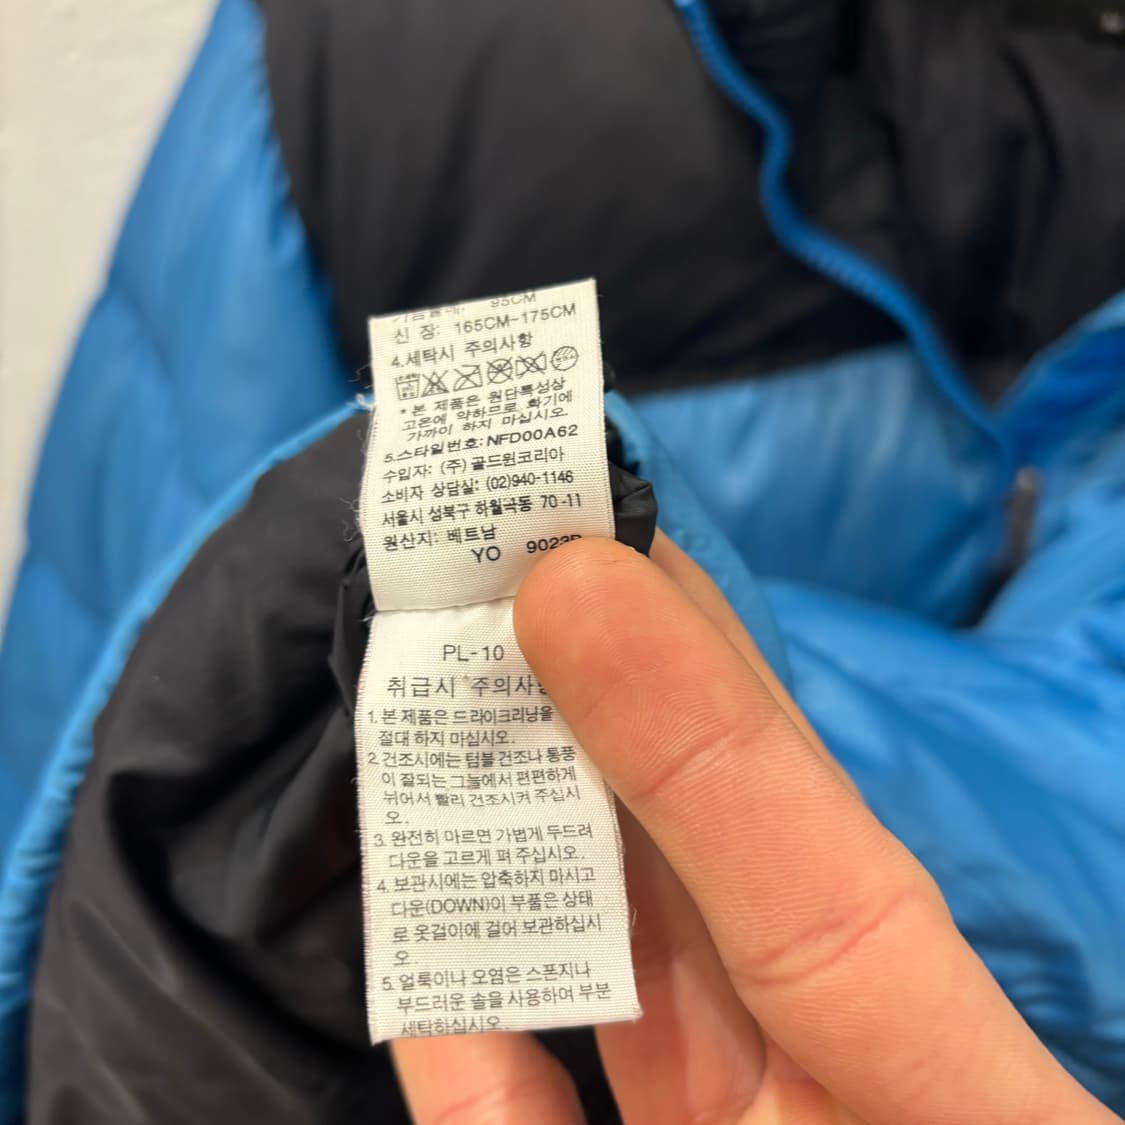 95CM
신 장: 165CM-175CM
4.세탁시 주의사항
* 본 제품은 원단특성상
고온에 약하므로 화기에
가까이 하지 마십시오.
5.스타일번호:NFD00A62
수입자: (주) 골드윈코리아
소비자 상담실: (02)940-1146
서울시 성북구 하월곡동 70-11
원산지: 베트남
YO
PL-10
취급시 주의사
1.본 제품은 드라이크리닝을
절대 하지 마십시오.
2.건조시에는 텀블 건조나 통풍
이 잘되는 그늘에서 편편하게
뉘어서 빨리 건조시켜 주십시
오.
3. 완전히 마르면 가볍게 두드려
다운을 고르게 펴 주십시오.
4. 보관시에는 압축하지 마시고
다운(DOWN)이 부품은 상태
로 옷걸이에 걸어 보관하십시
오.
5. 얼룩이나 오염은 스폰지나
부드러운 솔을 사용하여 부분
세탁하십시오.